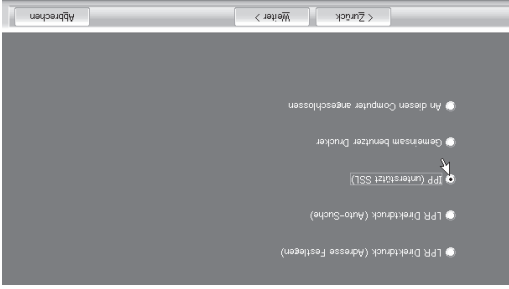 LPR Direktdruck (Adresse Festlegen)
LPR Direktdruck (Auto-Suche)
IPP (unterstützt SSL)
Gemeinsam benutzer Drucker
An diesen Computer angeschlossen
< Zurück
Weiter >
Abbrechen